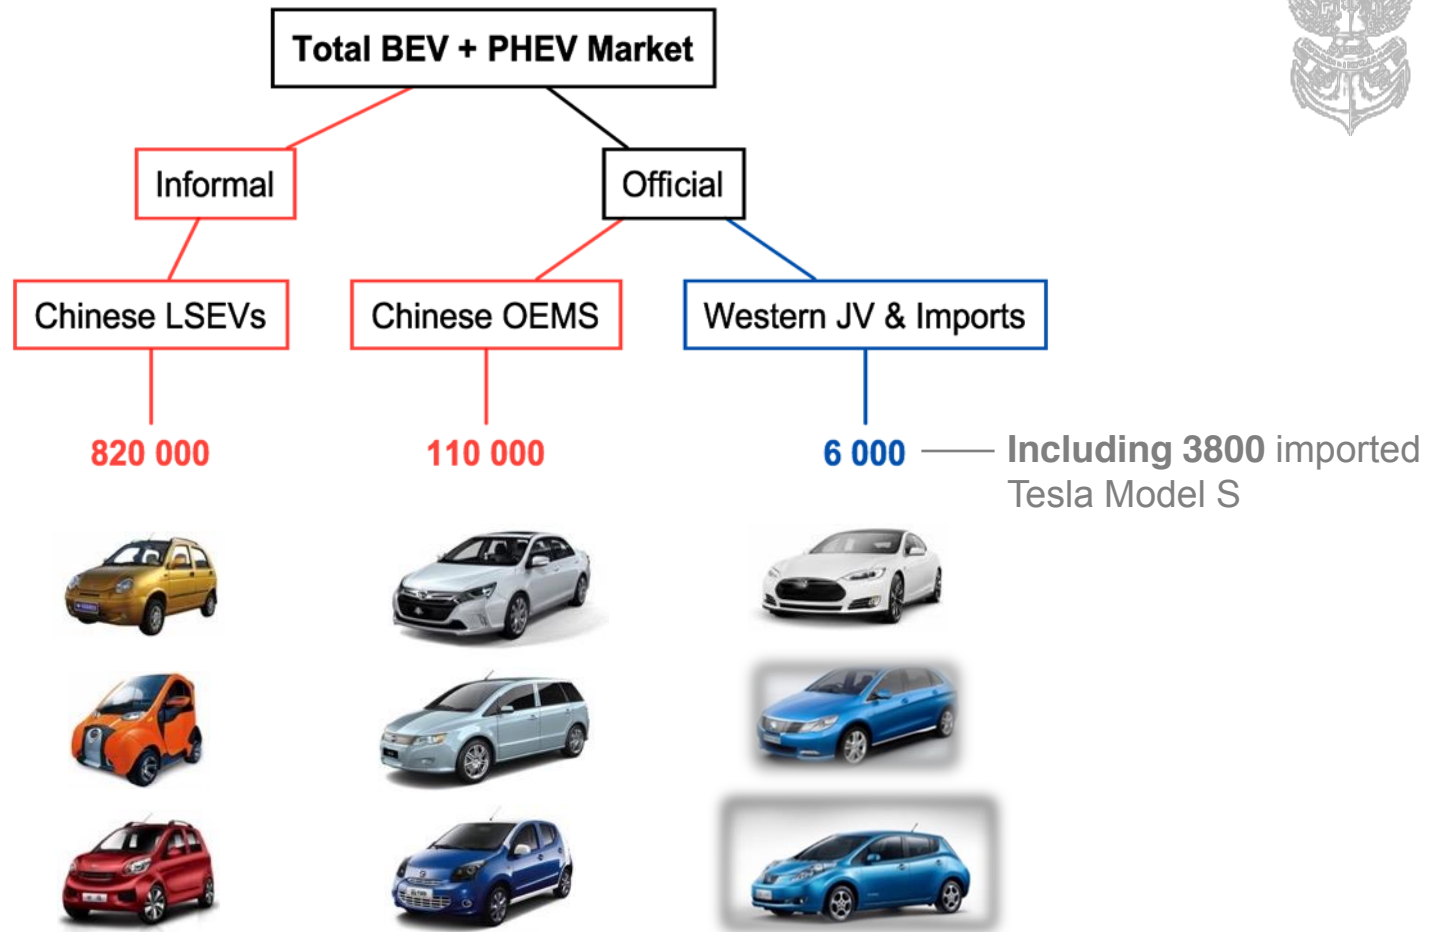 Total BEV + PHEV Market
Informal
Official
Chinese LSEVs
Chinese OEMS
Western JV & Imports
820 000
110 000
6 000
Including 3800 imported
Tesla Model S